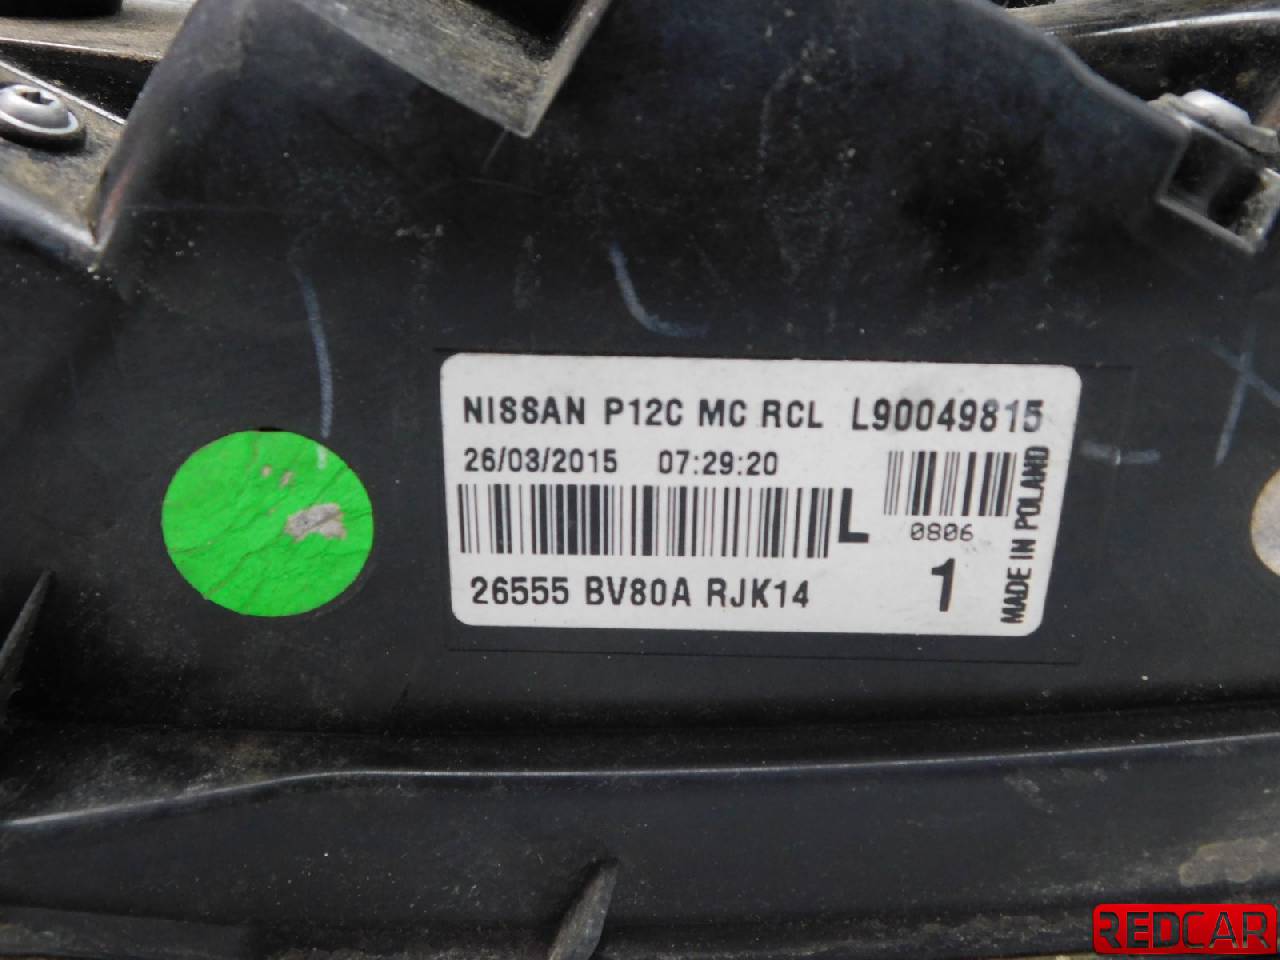 NISSAN P12C MC RCL L90049815
26/03/2015 07:29:20
L
0806
26555 BV80A RJK14
1
MADE IN POLAND
REDCAR